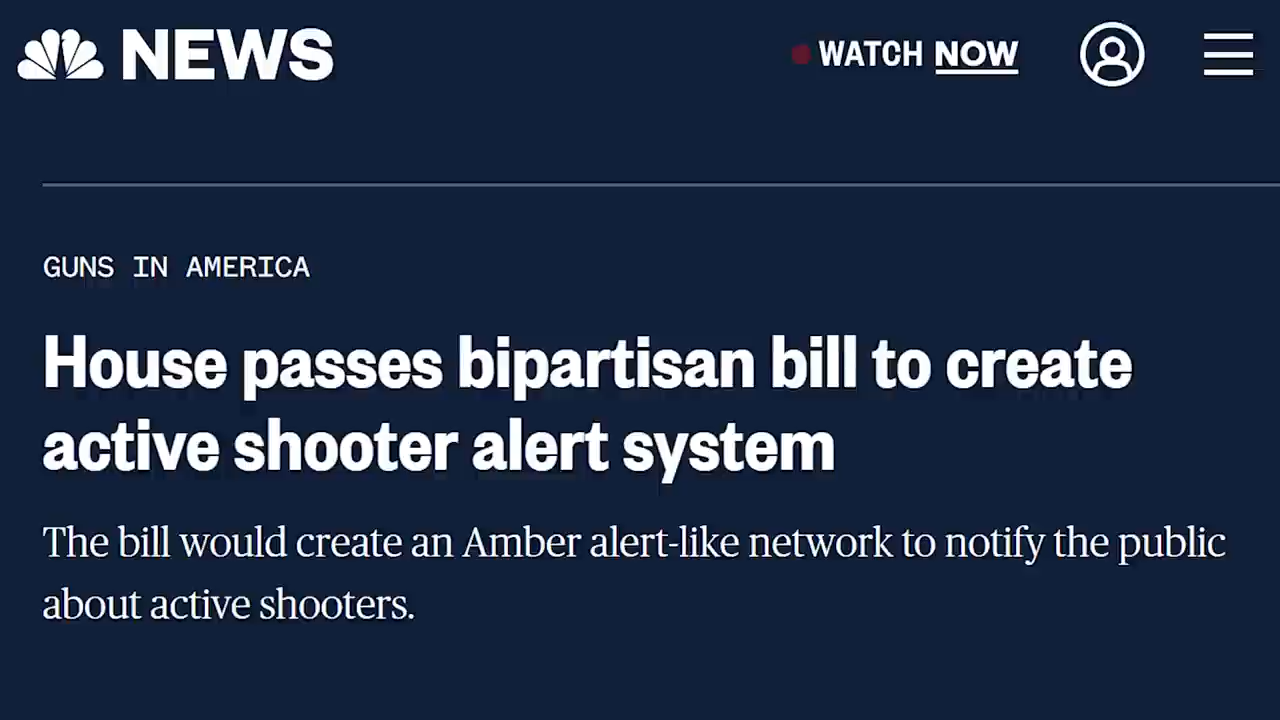 NEWS
WATCH NOW
GUNS IN AMERICA
House passes bipartisan bill to create
active shooter alert system
The bill would create an Amber alert-like network to notify the public
about active shooters.